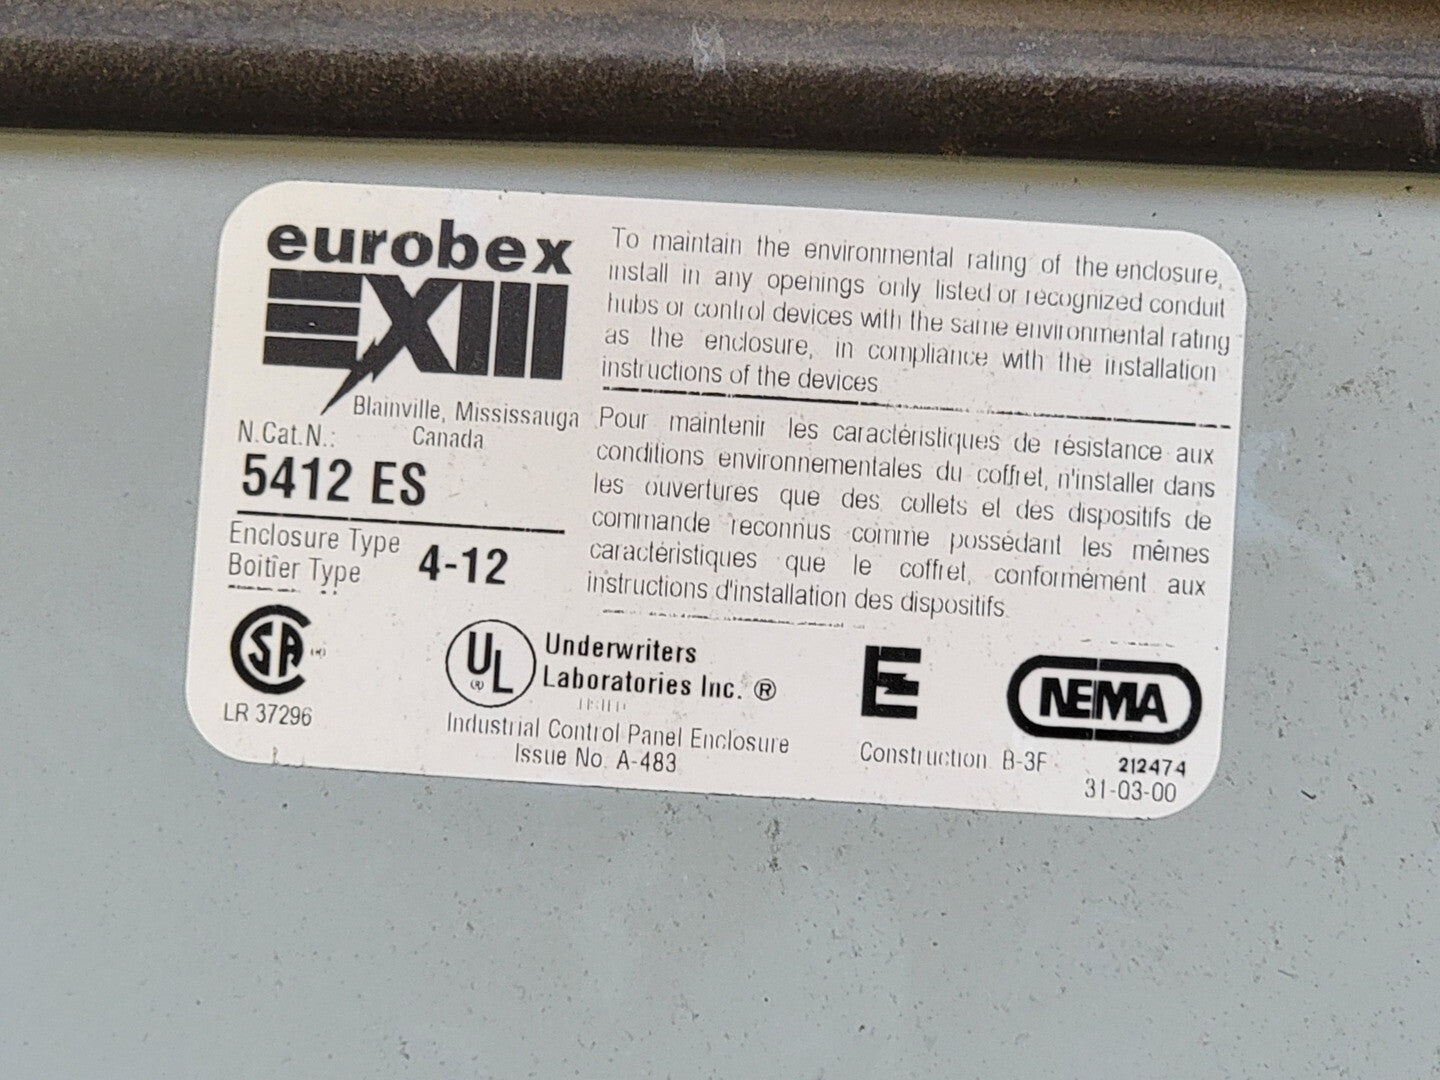 eurobex
EXM
Blainville, Mississauga
Canada
N.Cat.N.:
5412 ES
Enclosure Type
Boitier Type
4-12
To maintain the environmental rating of the enclosure,
install in any openings only listed or recognized conduit
hubs or control devices with the same environmental rating
as the enclosure, in compliance with the installation
instructions of the devices
Pour maintenir les caractéristiques de résistance aux
conditions environnementales du coffret, n'installer dans
les ouvertures que des collets et des dispositifs de
commande reconnus comme possédant les mêmes
caractéristiques que le coffret, conformément aux
instructions d'installation des dispositifs.
SA
LR 37296
UL
®
Underwriters
Laboratories Inc. ®
Industrial Control Panel Enclosure
Issue No. A-483
E
Construction B-3F
NEMA
212474
31-03-00